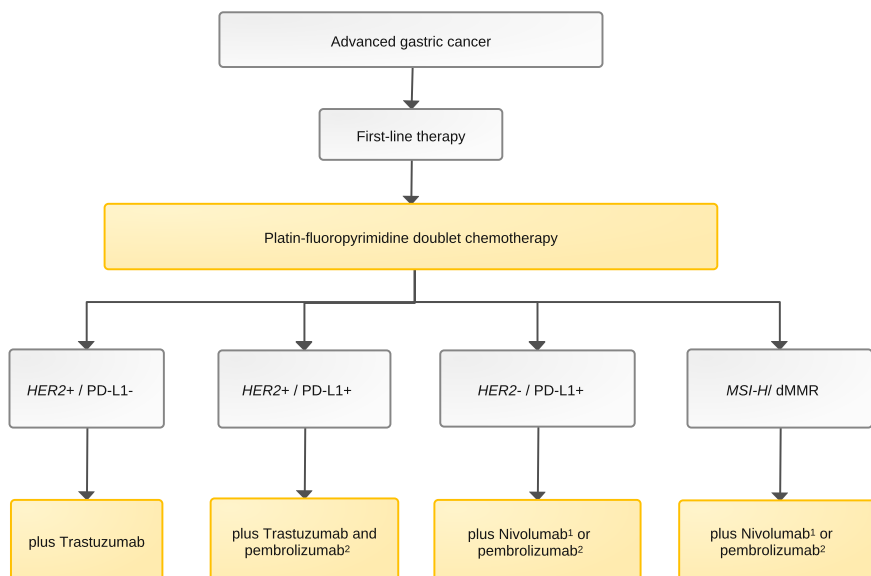 Advanced gastric cancer
First-line therapy
Platin-fluoropyrimidine doublet chemotherapy
HER2+ / PD-L1-
HER2+ / PD-L1+
HER2- / PD-L1+
MSI-H/ dMMR
plus Trastuzumab
plus Trastuzumab and
pembrolizumab²
plus Nivolumab¹ or
pembrolizumab²
plus Nivolumab¹ or
pembrolizumab²